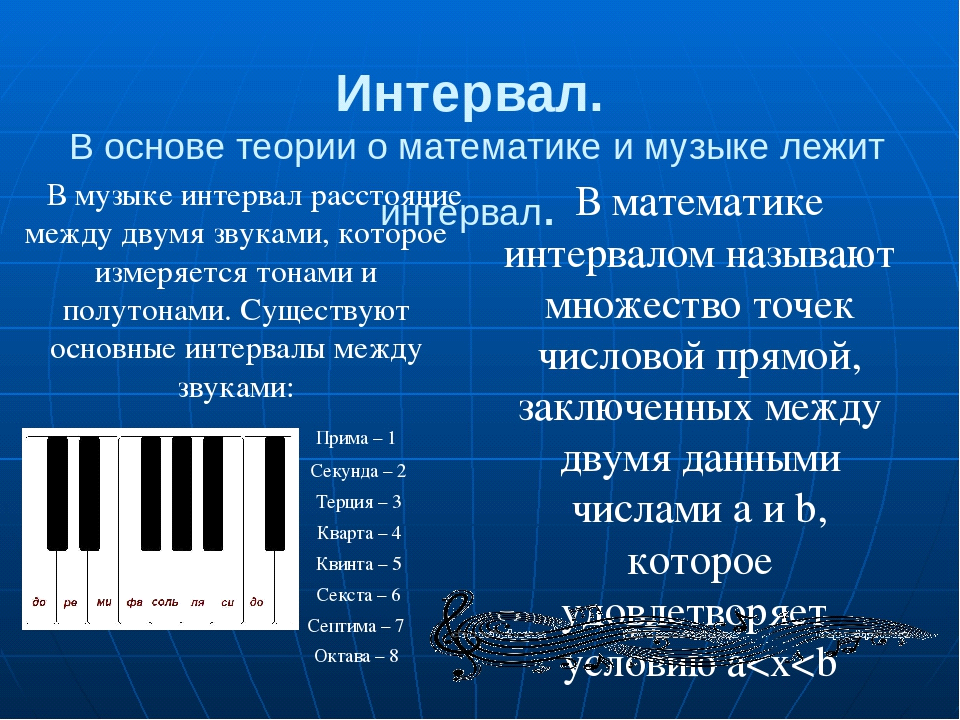 Интервал.
В основе теории о математике и музыке лежит
интервал.
В музыке интервал расстояние
между двумя звуками, которое
измеряется тонами и
полутонами. Существуют
основные интервалы между
звуками:
до ре ми фа соль ля си до
Прима – 1
Секунда – 2
Терция – 3
Кварта – 4
Квинта – 5
Секста – 6
Септима – 7
Октава – 8
В математике
интервалом называют
множество точек
числовой прямой,
заключенных между
двумя данными
числами a и b,
которое
удовлетворяет
условию a<x<b